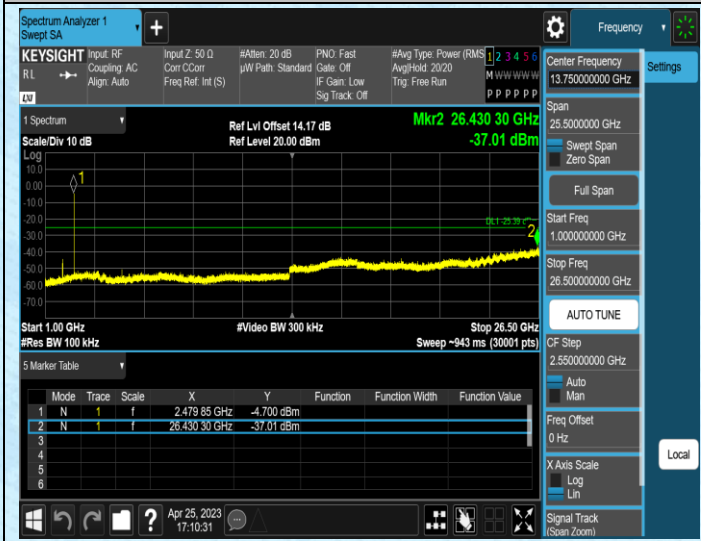 Spectrum Analyzer 1
Swept SA
+
Frequency
KEYSIGHT
RL
LXI
Input: RF
Coupling: AC
Align: Auto
Input Z: 50 Ω
Corr CCorr
Freq Ref: Int (S)
#Atten: 20 dB
µW Path: Standard
PNO: Fast
Gate: Off
IF Gain: Low
Sig Track: Off
#Avg Type: Power (RMS
Avg|Hold: 20/20
Trig: Free Run
1 2 3 4 5 6
M W W W W W
P P P P P P
1 Spectrum
Scale/Div 10 dB
Ref Lvl Offset 14.17 dB
Ref Level 20.00 dBm
Mkr2 26.430 30 GHz
-37.01 dBm
Log
10.0
0.00
-10.0
-20.0
-30.0
-40.0
-50.0
-60.0
-70.0
1
2
Start 1.00 GHz
#Res BW 100 kHz
#Video BW 300 kHz
Stop 26.50 GHz
Sweep ~943 ms (30001 pts)
5 Marker Table
Mode Trace Scale X Y Function Function Width Function Value
1 N 1 f 2.479 85 GHz -4.700 dBm
2 N 1 f 26.430 30 GHz -37.01 dBm
3
4
5
6
?
Apr 25, 2023
17:10:31
Center Frequency
13.750000000 GHz
Settings
Span
25.5000000 GHz
Swept Span
Zero Span
Full Span
Start Freq
1.000000000 GHz
Stop Freq
26.500000000 GHz
AUTO TUNE
CF Step
2.550000000 GHz
Auto
Man
Freq Offset
0 Hz
X Axis Scale
Log
Lin
Signal Track
(Span Zoom)
Local